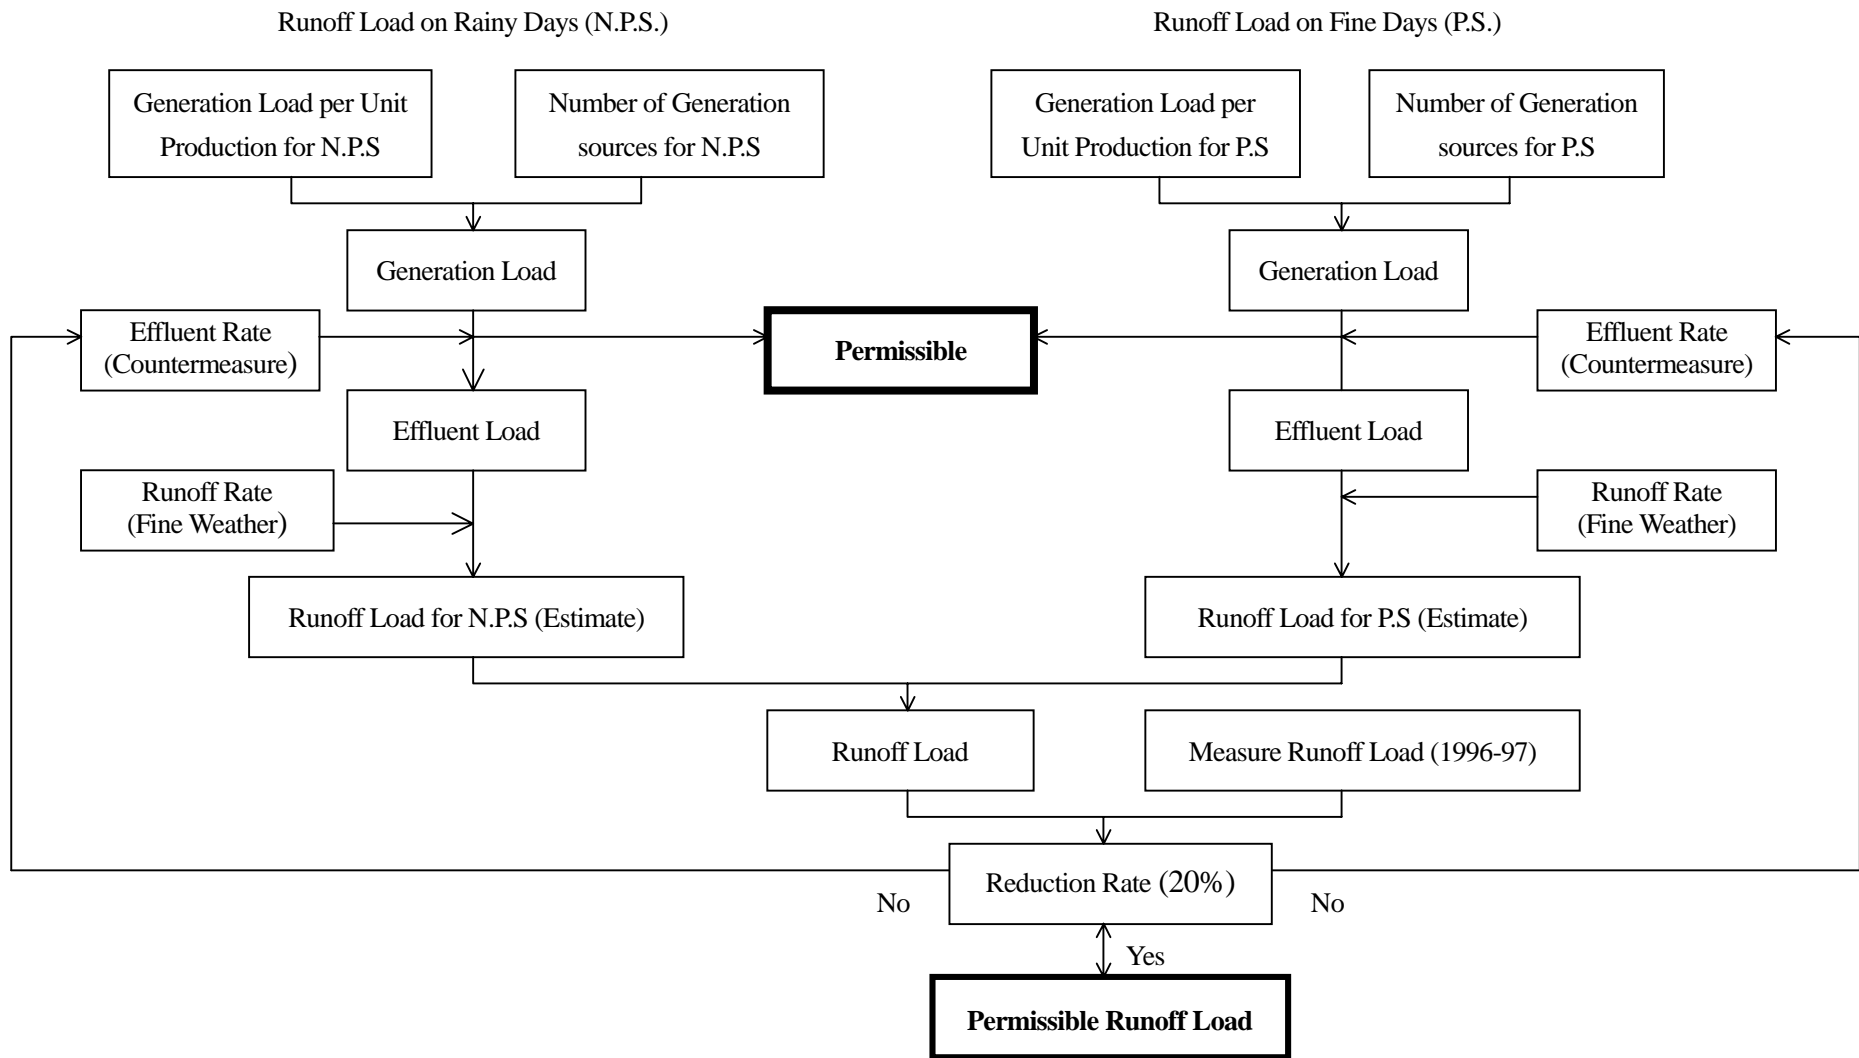 Runoff Load on Rainy Days (N.P.S.)
Runoff Load on Fine Days (P.S.)
Generation Load per Unit
Production for N.P.S
Number of Generation
sources for N.P.S
Generation Load per
Unit Production for P.S
Number of Generation
sources for P.S
Generation Load
Generation Load
Effluent Rate
(Countermeasure)
Permissible
Effluent Rate
(Countermeasure)
Effluent Load
Effluent Load
Runoff Rate
(Fine Weather)
Runoff Rate
(Fine Weather)
Runoff Load for N.P.S (Estimate)
Runoff Load for P.S (Estimate)
Runoff Load
Measure Runoff Load (1996-97)
Reduction Rate (20%)
No
No
Yes
Permissible Runoff Load